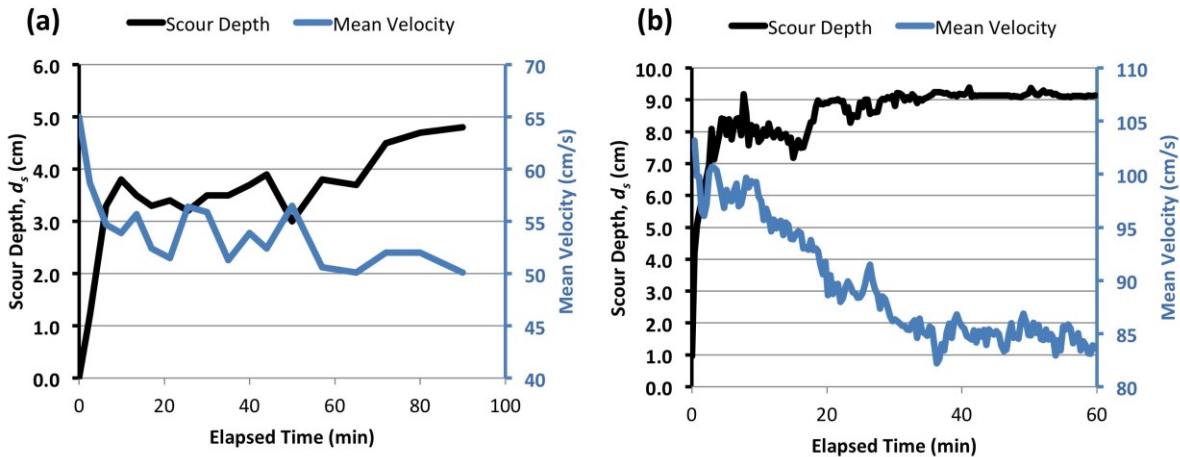 (a)
Scour Depth
Mean Velocity
6.0
5.0
4.0
3.0
2.0
1.0
0.0
Scour Depth, ds (cm)
70
65
60
55
50
45
40
Mean Velocity (cm/s)
0 20 40 60 80 100
Elapsed Time (min)
(b)
Scour Depth
Mean Velocity
10.0
9.0
8.0
7.0
6.0
5.0
4.0
3.0
2.0
1.0
0.0
Scour Depth, ds (cm)
110
105
100
95
90
85
80
Mean Velocity (cm/s)
0 20 40 60
Elapsed Time (min)